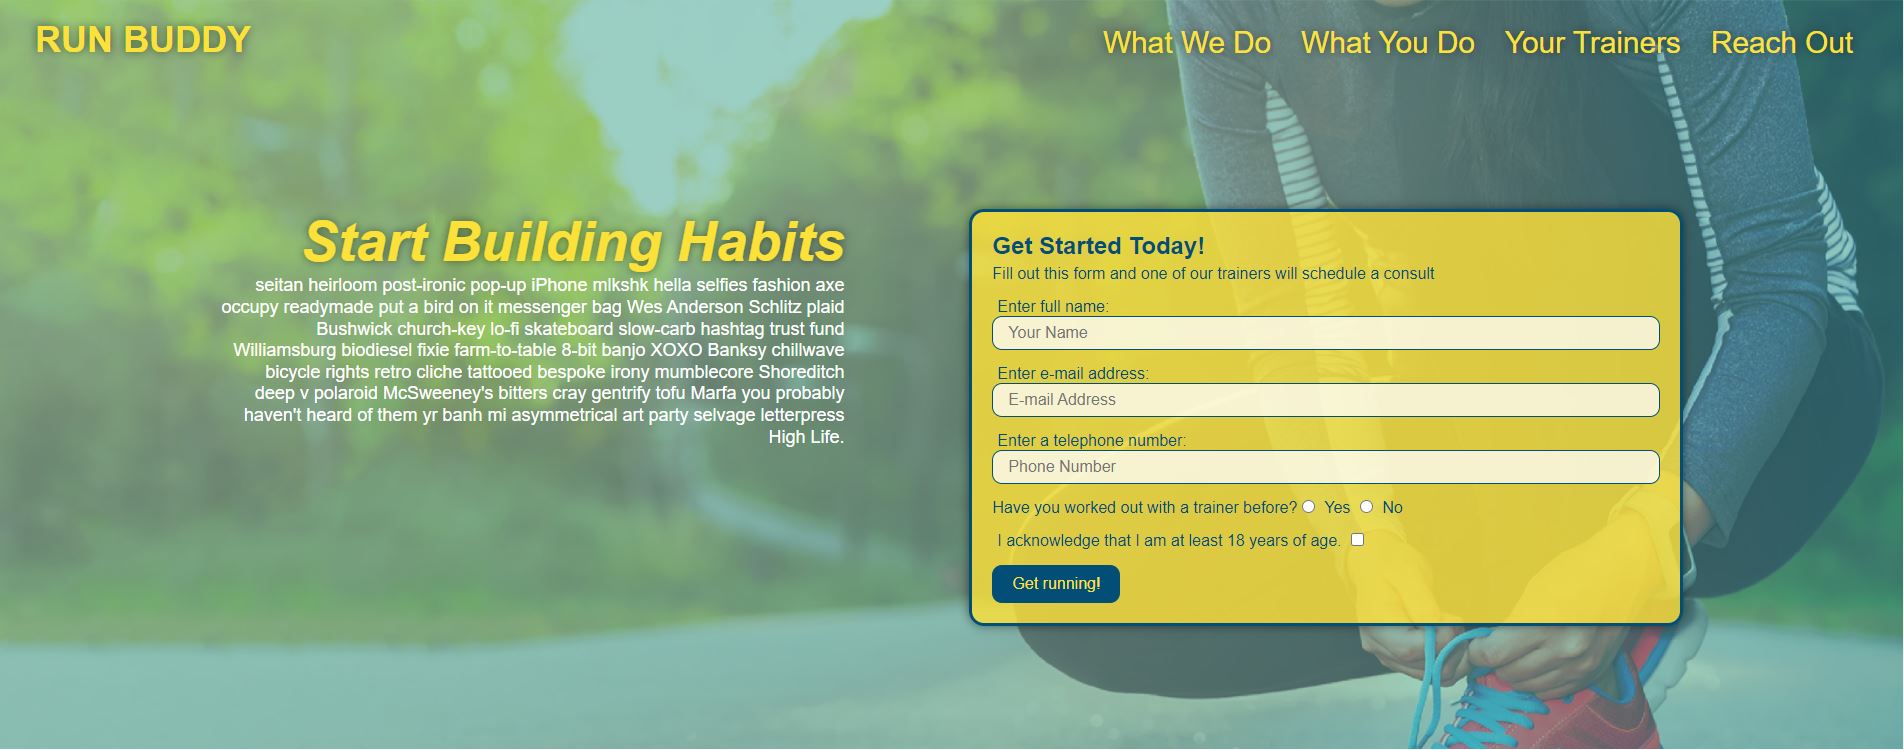 RUN BUDDY
What We Do What You Do Your Trainers Reach Out
Start Building Habits
seitan heirloom post-ironic pop-up iPhone mlkshk hella selfies fashion axe
occupy readymade put a bird on it messenger bag Wes Anderson Schlitz plaid
Bushwick church-key lo-fi skateboard slow-carb hashtag trust fund
Williamsburg biodiesel fixie farm-to-table 8-bit banjo XOXO Banksy chillwave
bicycle rights retro cliche tattooed bespoke irony mumblecore Shoreditch
deep v polaroid McSweeney's bitters cray gentrify tofu Marfa you probably
haven't heard of them yr banh mi asymmetrical art party selvage letterpress
High Life.
Get Started Today!
Fill out this form and one of our trainers will schedule a consult
Enter full name:
Your Name
Enter e-mail address:
E-mail Address
Enter a telephone number:
Phone Number
Have you worked out with a trainer before? Yes No
I acknowledge that I am at least 18 years of age.
Get running!